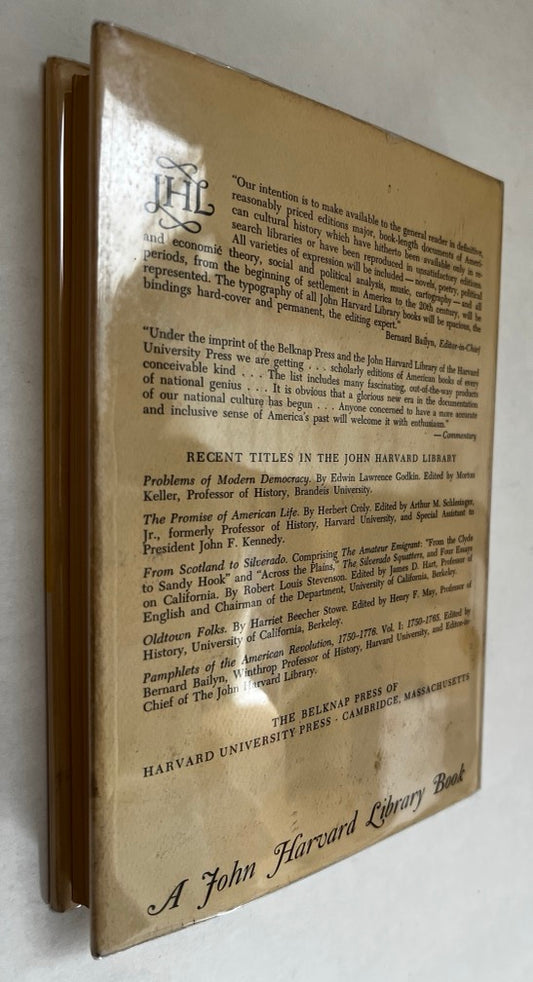 JHL
"Our intention is to make available to the general reader in definitive,
reasonably priced editions major, book-length documents of Ameri-
can cultural history which have hitherto been available only in re-
search libraries or have been reproduced in unsatisfactory editions.
All varieties of expression will be included—novels, poetry, political
and economic theory, social and political analysis, music, cartography—and all
periods, from the beginning of settlement in America to the 20th century, will be
represented. The typography of all John Harvard Library books will be spacious, the
bindings hard-cover and permanent, the editing expert."
Bernard Bailyn, Editor-in-Chief
"Under the imprint of the Belknap Press and the John Harvard Library of the Harvard
University Press we are getting . . . scholarly editions of American books of every
conceivable kind . . . The list includes many fascinating, out-of-the-way products
of national genius . . . It is obvious that a glorious new era in the documentation
of our national culture has begun . . . Anyone concerned to have a more accurate
and inclusive sense of America's past will welcome it with enthusiasm."
—Commentary
RECENT TITLES IN THE JOHN HARVARD LIBRARY
Problems of Modern Democracy. By Edwin Lawrence Godkin. Edited by Morton
Keller, Professor of History, Brandeis University.
The Promise of American Life. By Herbert Croly. Edited by Arthur M. Schlesinger,
Jr., formerly Professor of History, Harvard University, and Special Assistant to
President John F. Kennedy.
From Scotland to Silverado. Comprising The Amateur Emigrant: "From the Clyde
to Sandy Hook" and "Across the Plains," The Silverado Squatters, and Four Essays
on California. By Robert Louis Stevenson. Edited by James D. Hart, Professor of
English and Chairman of the Department, University of California, Berkeley.
Oldtown Folks. By Harriet Beecher Stowe. Edited by Henry F. May, Professor of
History, University of California, Berkeley.
Pamphlets of the American Revolution, 1750–1776. Vol. I: 1750–1765. Edited by
Bernard Bailyn, Winthrop Professor of History, Harvard University, and Editor-in-
Chief of The John Harvard Library.
THE BELKNAP PRESS OF
HARVARD UNIVERSITY PRESS · CAMBRIDGE, MASSACHUSETTS
A John Harvard Library Book